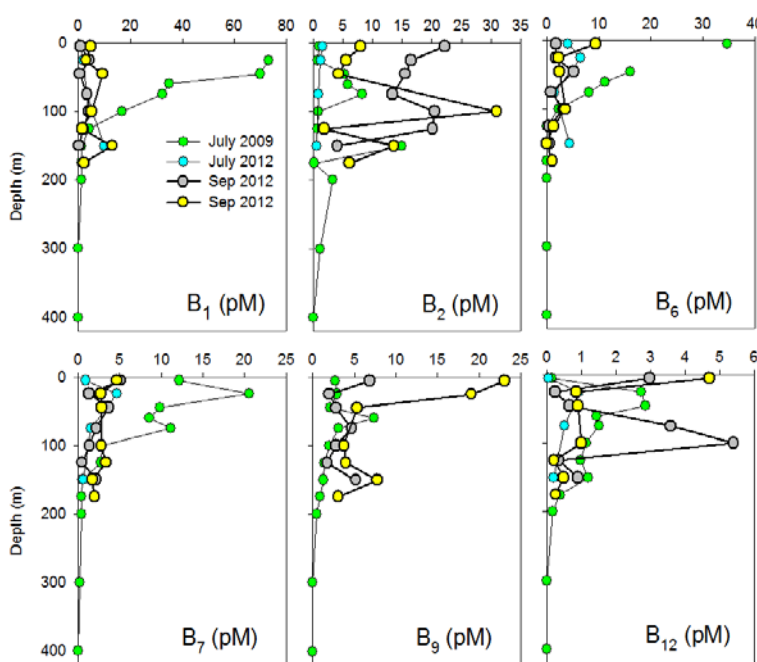 0 20 40 60 80
0 5 10 15 20 25 30 35
0 10 20 30 40
0
100
200
300
400
Depth (m)
July 2009
July 2012
Sep 2012
Sep 2012
B1 (pM)
B2 (pM)
B6 (pM)
0 5 10 15 20 25
0 5 10 15 20 25
0 1 2 3 4 5 6
0
100
200
300
400
Depth (m)
B7 (pM)
B9 (pM)
B12 (pM)